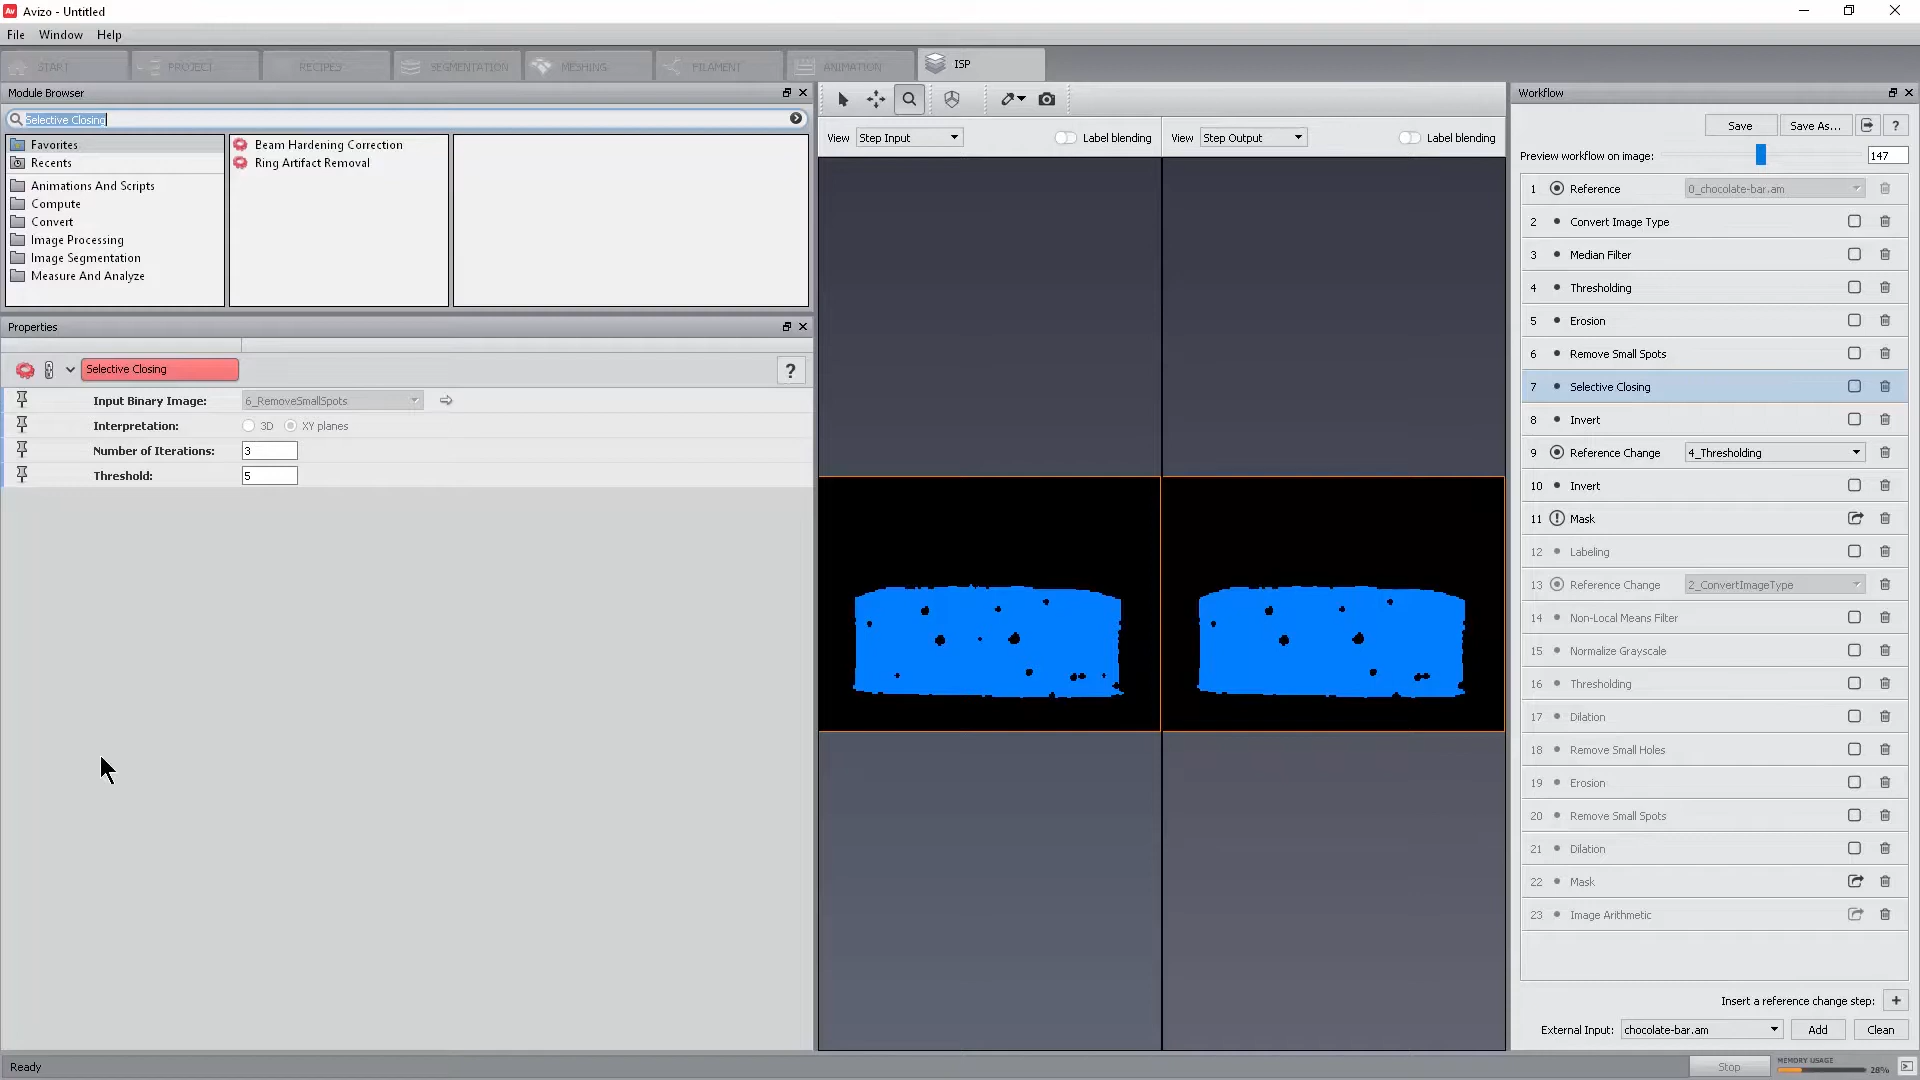 Avizo - Untitled
File Window Help
START PROJECT RECIPES SEGMENTATION MESHING FILAMENT ANIMATION ISP
Module Browser
Selective Closing
Favorites
Recents
Animations And Scripts
Compute
Convert
Image Processing
Image Segmentation
Measure And Analyze
Beam Hardening Correction
Ring Artifact Removal
Properties
Selective Closing ?
Input Binary Image: 6_RemoveSmallSpots
Interpretation: 3D XY planes
Number of Iterations: 3
Threshold: 5
View Step Input Label blending
View Step Output Label blending
Workflow
Save Save As... ?
Preview workflow on image: 147
1 Reference 0_chocolate-bar.am
2 Convert Image Type
3 Median Filter
4 Thresholding
5 Erosion
6 Remove Small Spots
7 Selective Closing
8 Invert
9 Reference Change 4_Thresholding
10 Invert
11 Mask
12 Labeling
13 Reference Change 2_ConvertImageType
14 Non-Local Means Filter
15 Normalize Grayscale
16 Thresholding
17 Dilation
18 Remove Small Holes
19 Erosion
20 Remove Small Spots
21 Dilation
22 Mask
23 Image Arithmetic
Insert a reference change step: +
External Input: chocolate-bar.am Add Clean
Ready
Stop
MEMORY USAGE
28%